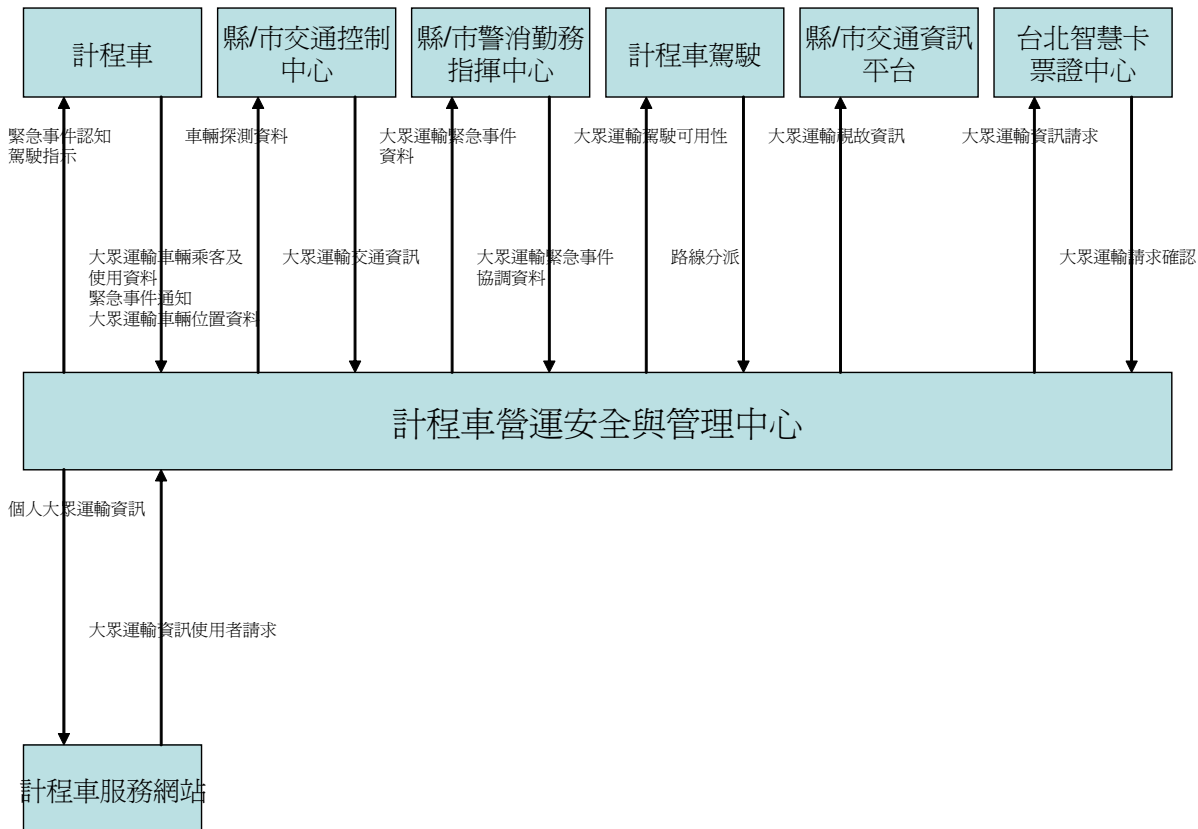 計程車
縣/市交通控制
中心
縣/市警消勤務
指揮中心
計程車駕駛
縣/市交通資訊
平台
台北智慧卡
票證中心
緊急事件認知
駕駛指示
車輛探測資料
大眾運輸緊急事件
資料
大眾運輸駕駛可用性
大眾運輸視故資訊
大眾運輸資訊請求
大眾運輸車輛乘客及
使用資料
緊急事件通知
大眾運輸車輛位置資料
大眾運輸交通資訊
大眾運輸緊急事件
協調資料
路線分派
大眾運輸請求確認
計程車營運安全與管理中心
個人大眾運輸資訊
大眾運輸資訊使用者請求
計程車服務網站